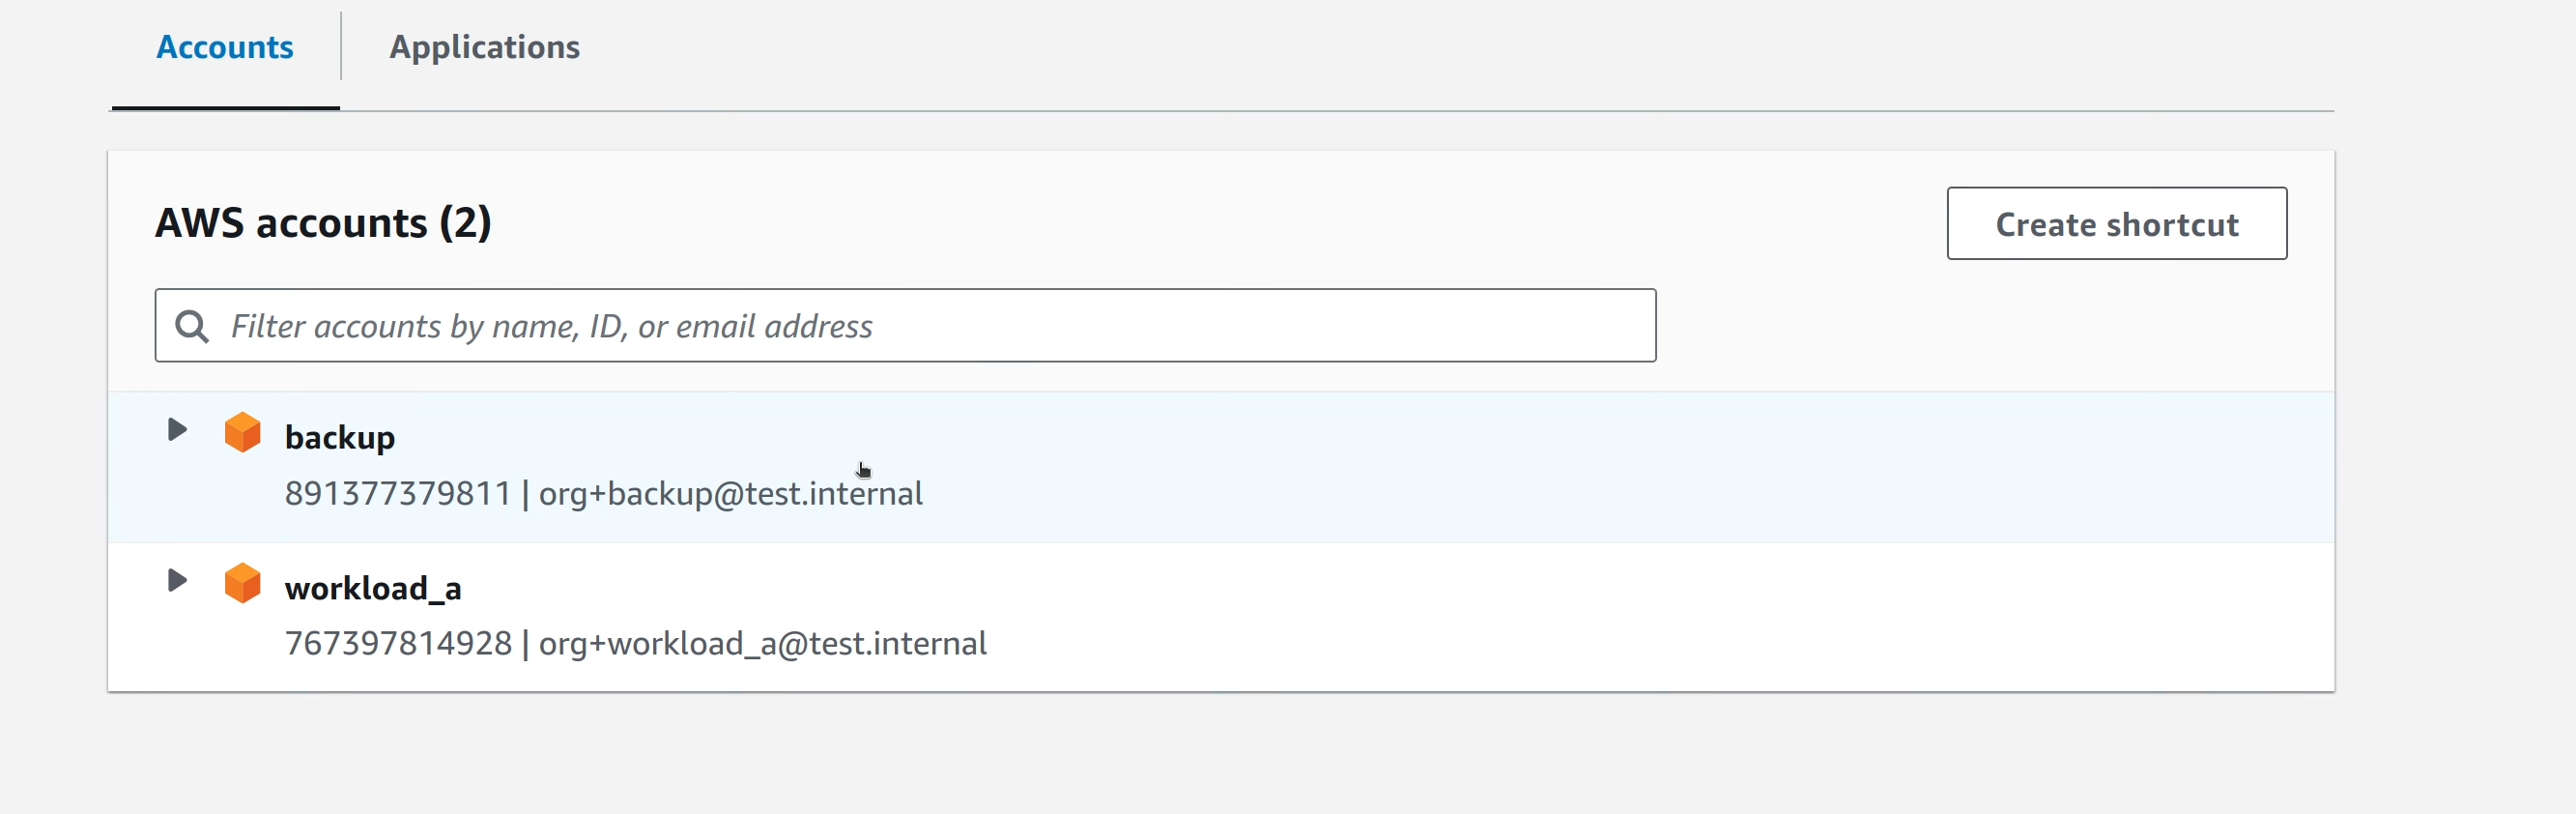 Accounts
Applications
AWS accounts (2)
Create shortcut
Filter accounts by name, ID, or email address
backup
891377379811 | org+backup@test.internal
workload_a
767397814928 | org+workload_a@test.internal